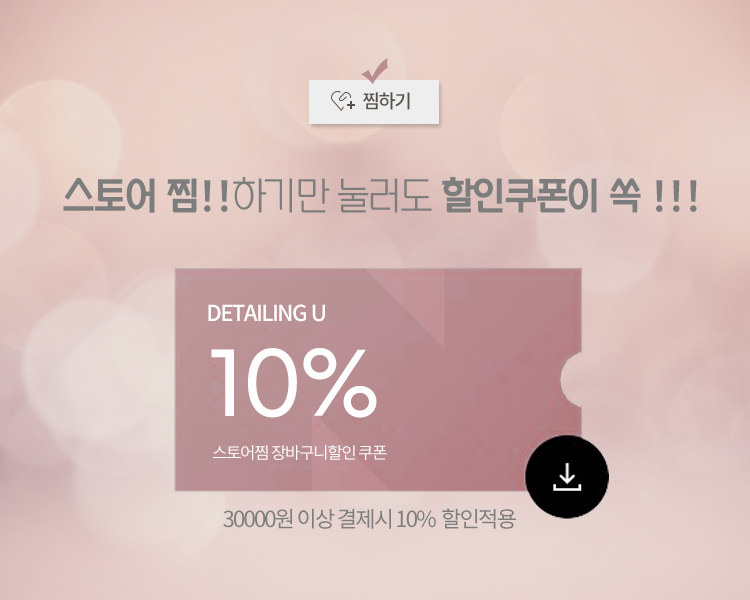 찜하기
스토어 찜!!하기만 눌러도 할인쿠폰이 쏙 !!!
DETAILING U
10%
스토어찜 장바구니할인 쿠폰
30000원 이상 결제시 10% 할인적용